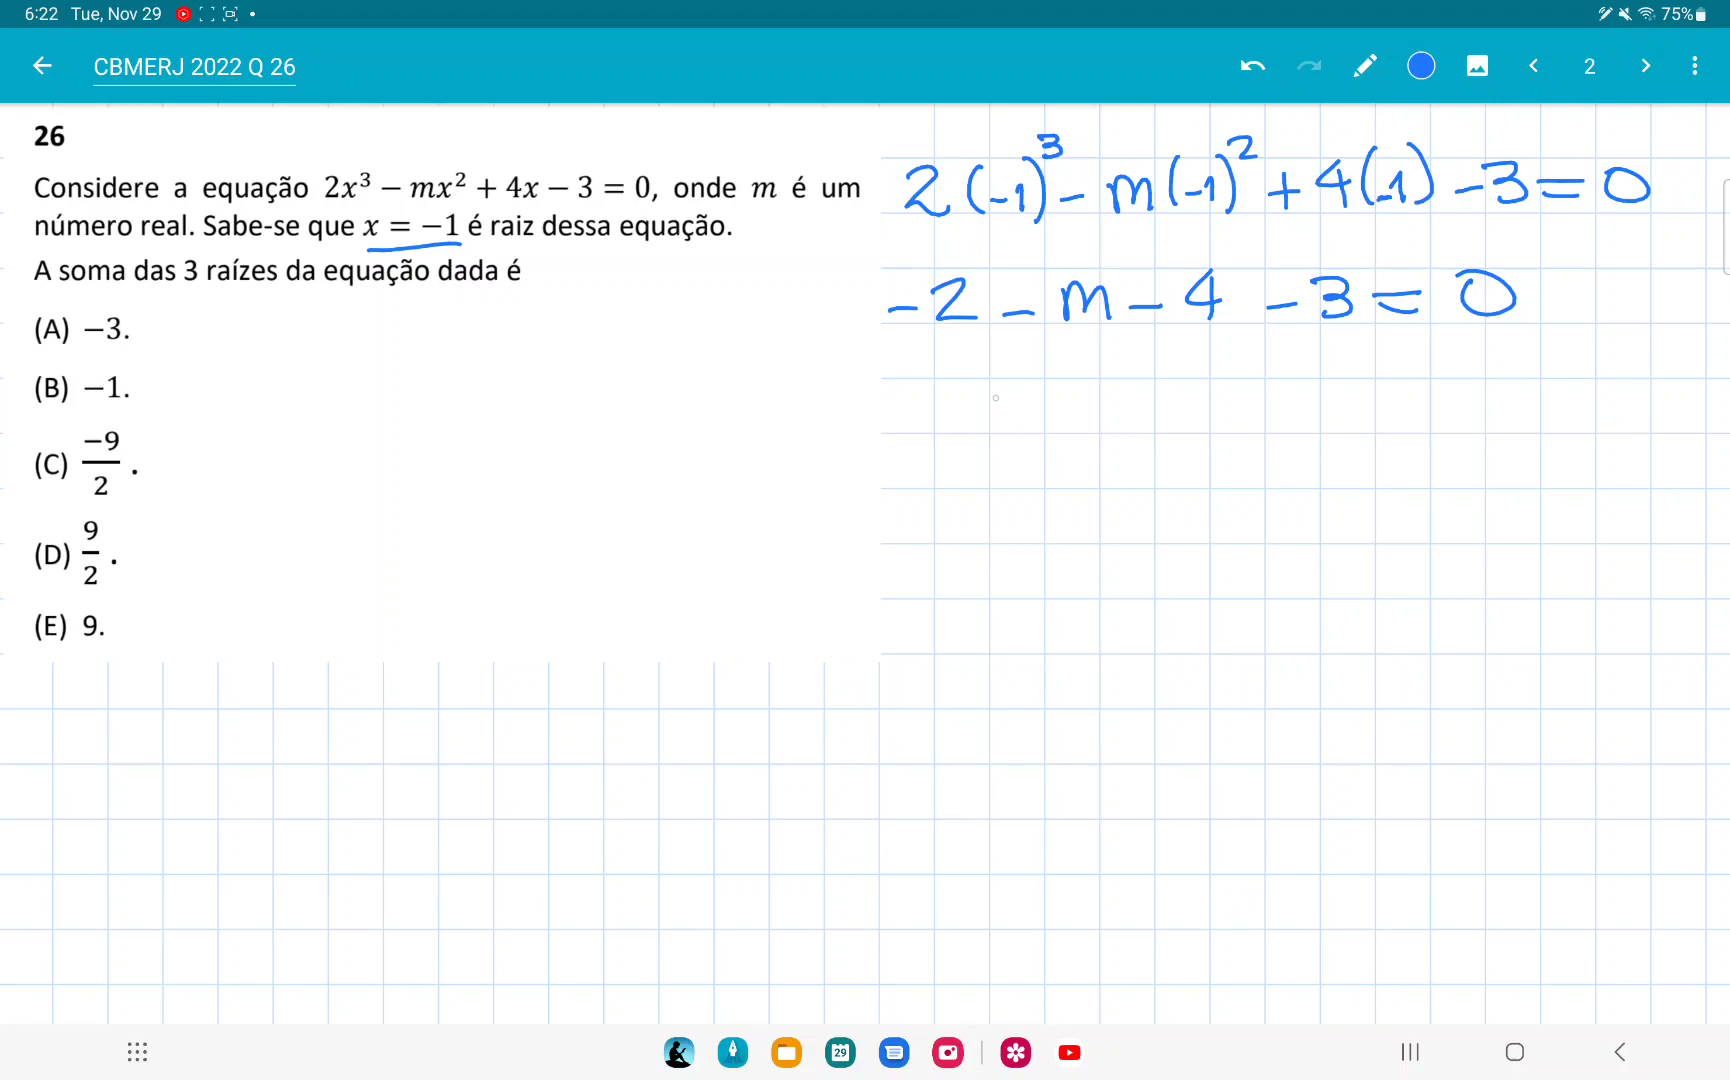 6:22 Tue, Nov 29
75%
CBMERJ 2022 Q 26
2
26
Considere a equação 2x³ − mx² + 4x − 3 = 0, onde m é um
número real. Sabe-se que x = −1 é raiz dessa equação.
A soma das 3 raízes da equação dada é
(A) −3.
(B) −1.
(C) −9/2 .
(D) 9/2 .
(E) 9.
2(-1)³ - m(-1)² + 4(-1) - 3 = 0
-2 - m - 4 - 3 = 0
29